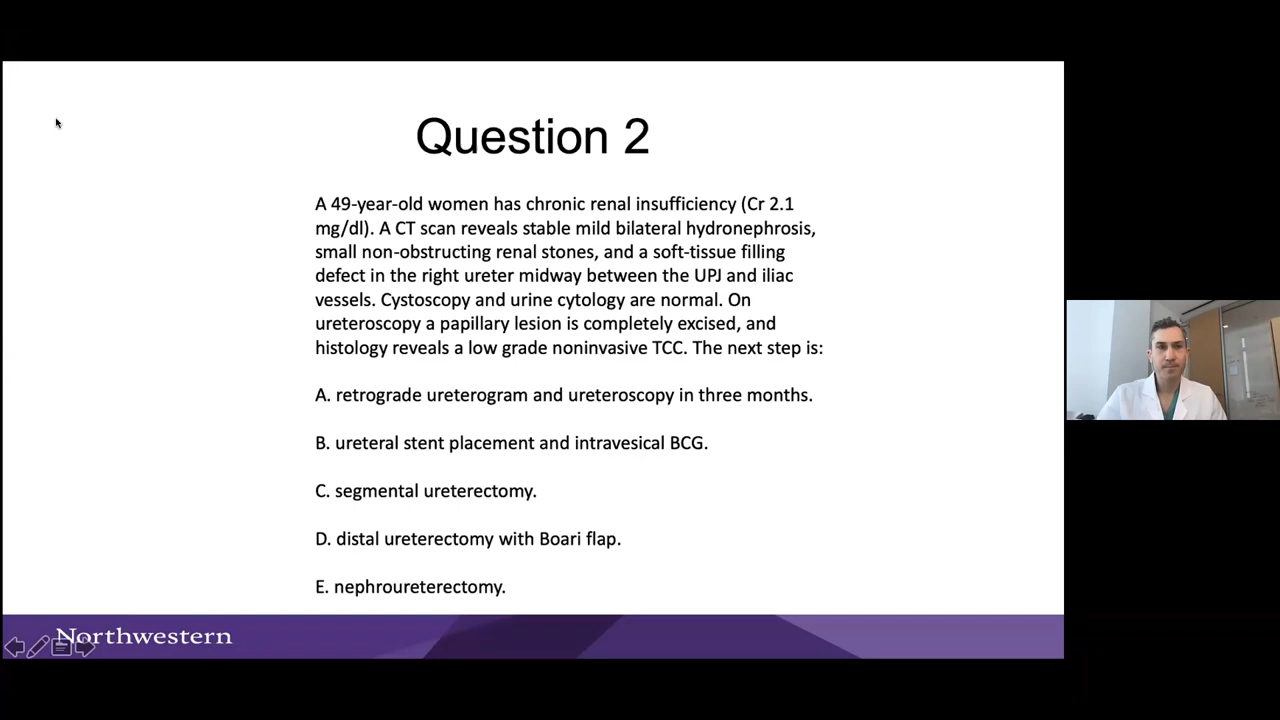 Question 2
A 49-year-old women has chronic renal insufficiency (Cr 2.1
mg/dl). A CT scan reveals stable mild bilateral hydronephrosis,
small non-obstructing renal stones, and a soft-tissue filling
defect in the right ureter midway between the UPJ and iliac
vessels. Cystoscopy and urine cytology are normal. On
ureteroscopy a papillary lesion is completely excised, and
histology reveals a low grade noninvasive TCC. The next step is:
A. retrograde ureterogram and ureteroscopy in three months.
B. ureteral stent placement and intravesical BCG.
C. segmental ureterectomy.
D. distal ureterectomy with Boari flap.
E. nephroureterectomy.
Northwestern